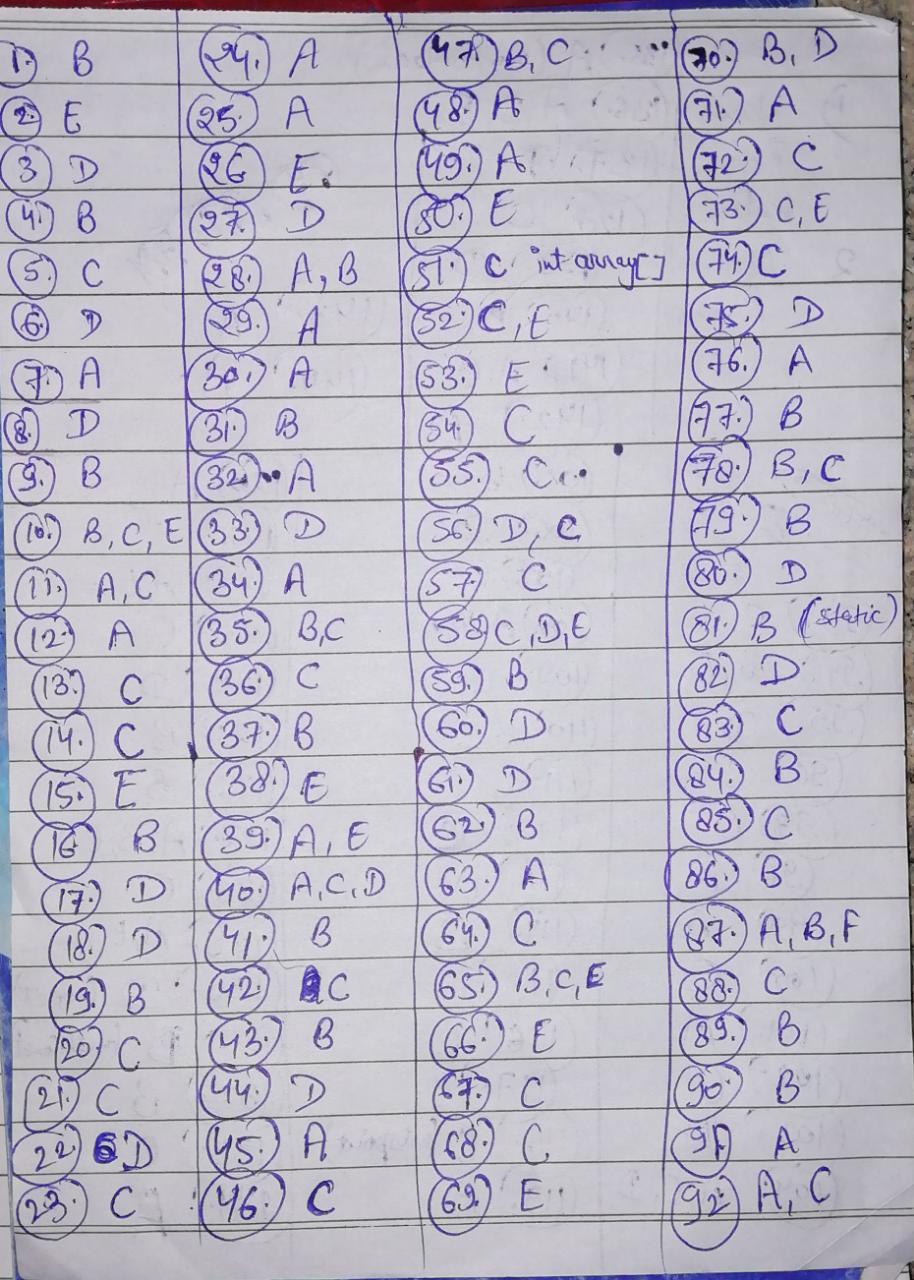 1. B
2. E
3 D
4. B
5. C
6. D
7. A
8. D
9. B
10. B, C, E
11. A, C
12. A
13. C
14. C
15. E
16 B
17. D
18. D
19. B
20. C
21. C
22. D
23. C
24. A
25. A
26 E.
27. D
28. A, B
29. A
30. A
31. B
32. A
33. D
34. A
35. B,C
36. C
37. B
38. E
39. A, E
40. A, C, D
41. B
42. C
43. B
44. D
45. A
46. C
47. B, C
48. A
49. A
50. E
51. C int array[]
52. C, E
53. E
54. C
55. C
56. D, C
57. C
58. C, D, E
59. B
60. D
61. D
62. B
63. A
64. C
65. B, C, E
66. E
67. C
68. C
69. E
70. B, D
71. A
72. C
73. C, E
74. C
75. D
76. A
77. B
78. B, C
79. B
80. D
81. B (static)
82. D
83. C
84. B
85. C
86. B
87. A, B, F
88. C
89. B
90. B
91 A
92. A, C